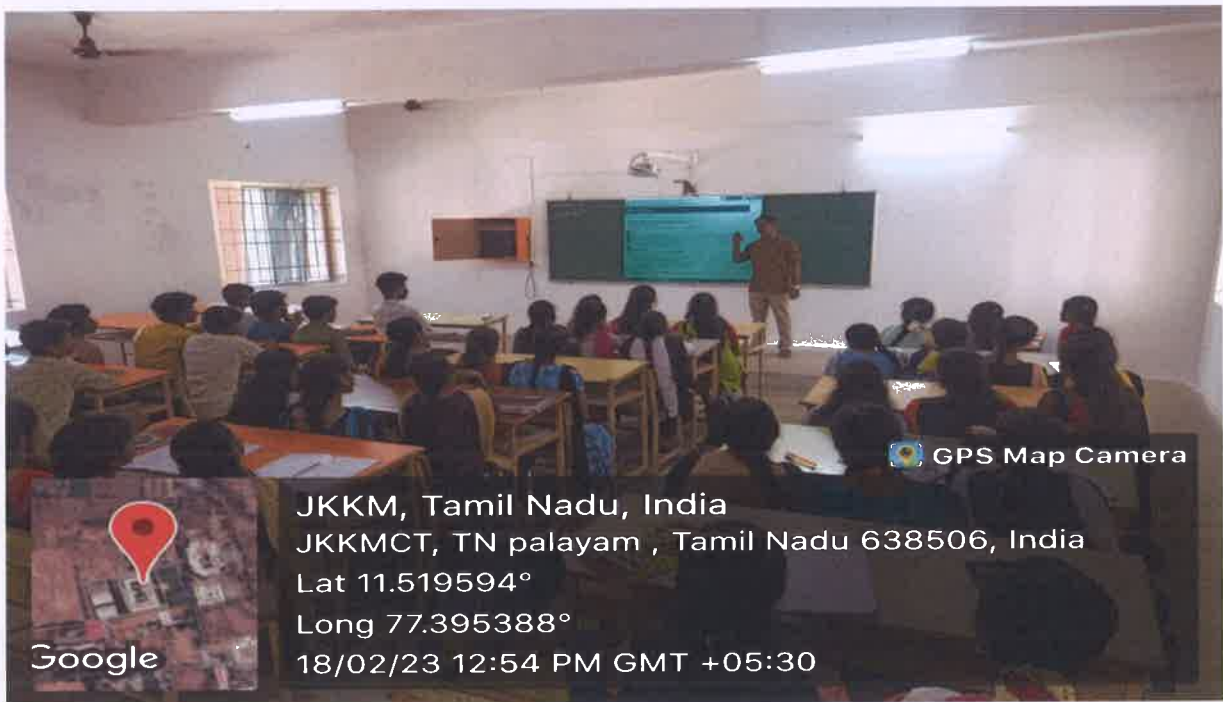 GPS Map Camera
JKKM, Tamil Nadu, India
JKKMCT, TN palayam , Tamil Nadu 638506, India
Lat 11.519594°
Long 77.395388°
18/02/23 12:54 PM GMT +05:30
Google